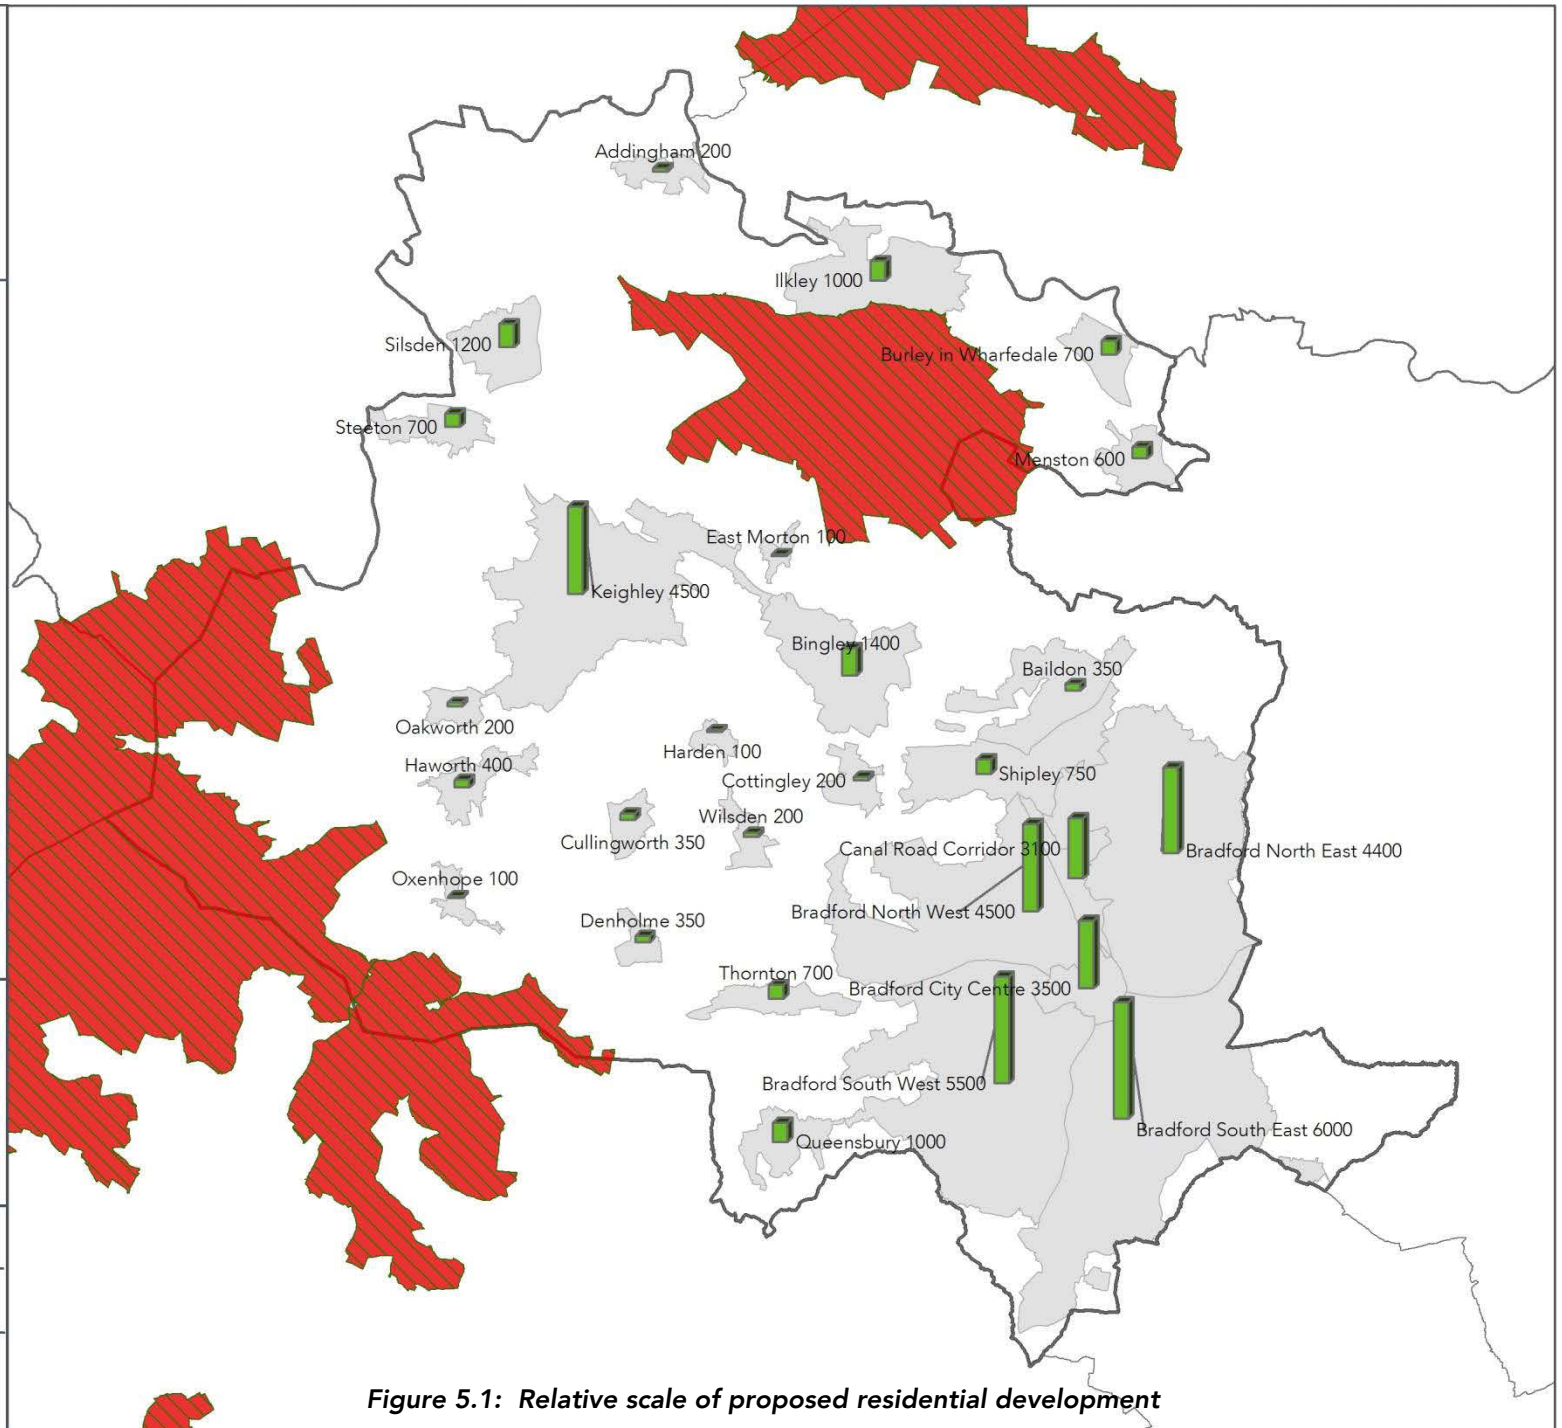 Addingham 200
Ilkley 1000
Silsden 1200
Burley in Wharfedale 700
Steeton 700
Menston 600
East Morton 100
Keighley 4500
Bingley 1400
Baildon 350
Oakworth 200
Harden 100
Haworth 400
Shipley 750
Cottingley 200
Wilsden 200
Cullingworth 350
Canal Road Corridor 3100
Bradford North East 4400
Oxenhope 100
Bradford North West 4500
Denholme 350
Thornton 700
Bradford City Centre 3500
Bradford South West 5500
Bradford South East 6000
Queensbury 1000
Figure 5.1: Relative scale of proposed residential development